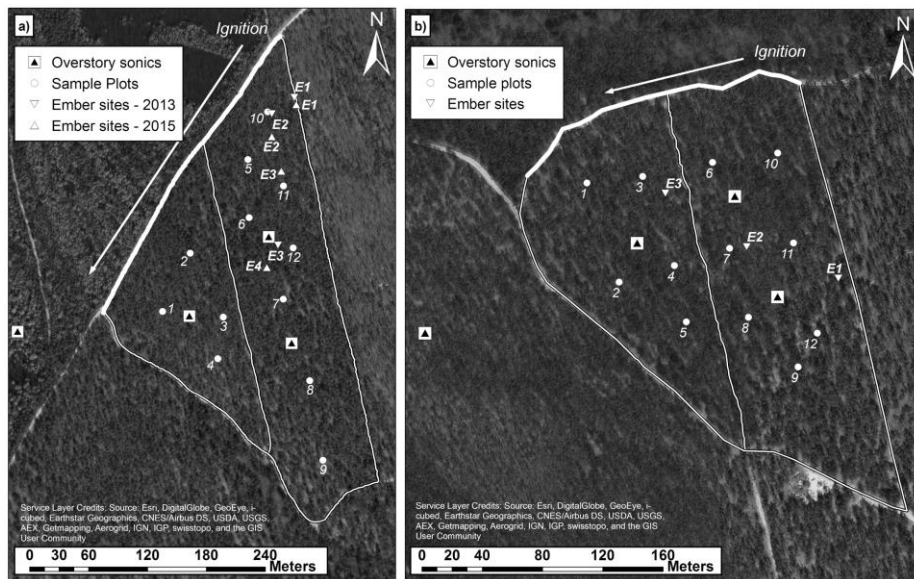 a)
Ignition
N
Overstory sonics
Sample Plots
Ember sites - 2013
Ember sites - 2015
E1
E1
10
E2
E2
5
E3
11
6
E3
12
2
E4
7
1
3
4
8
9
Service Layer Credits: Source: Esri, DigitalGlobe, GeoEye, i-
cubed, Earthstar Geographics, CNES/Airbus DS, USDA, USGS,
AEX, Getmapping, Aerogrid, IGN, IGP, swisstopo, and the GIS
User Community
0 30 60 120 180 240
Meters
b)
Ignition
N
Overstory sonics
Sample plots
Ember sites
10
6
3
1
E3
E2
11
7
4
E1
2
5
8
12
9
Service Layer Credits: Source: Esri, DigitalGlobe, GeoEye, i-
cubed, Earthstar Geographics, CNES/Airbus DS, USDA, USGS,
AEX, Getmapping, Aerogrid, IGN, IGP, swisstopo, and the GIS
User Community
0 20 40 80 120 160
Meters